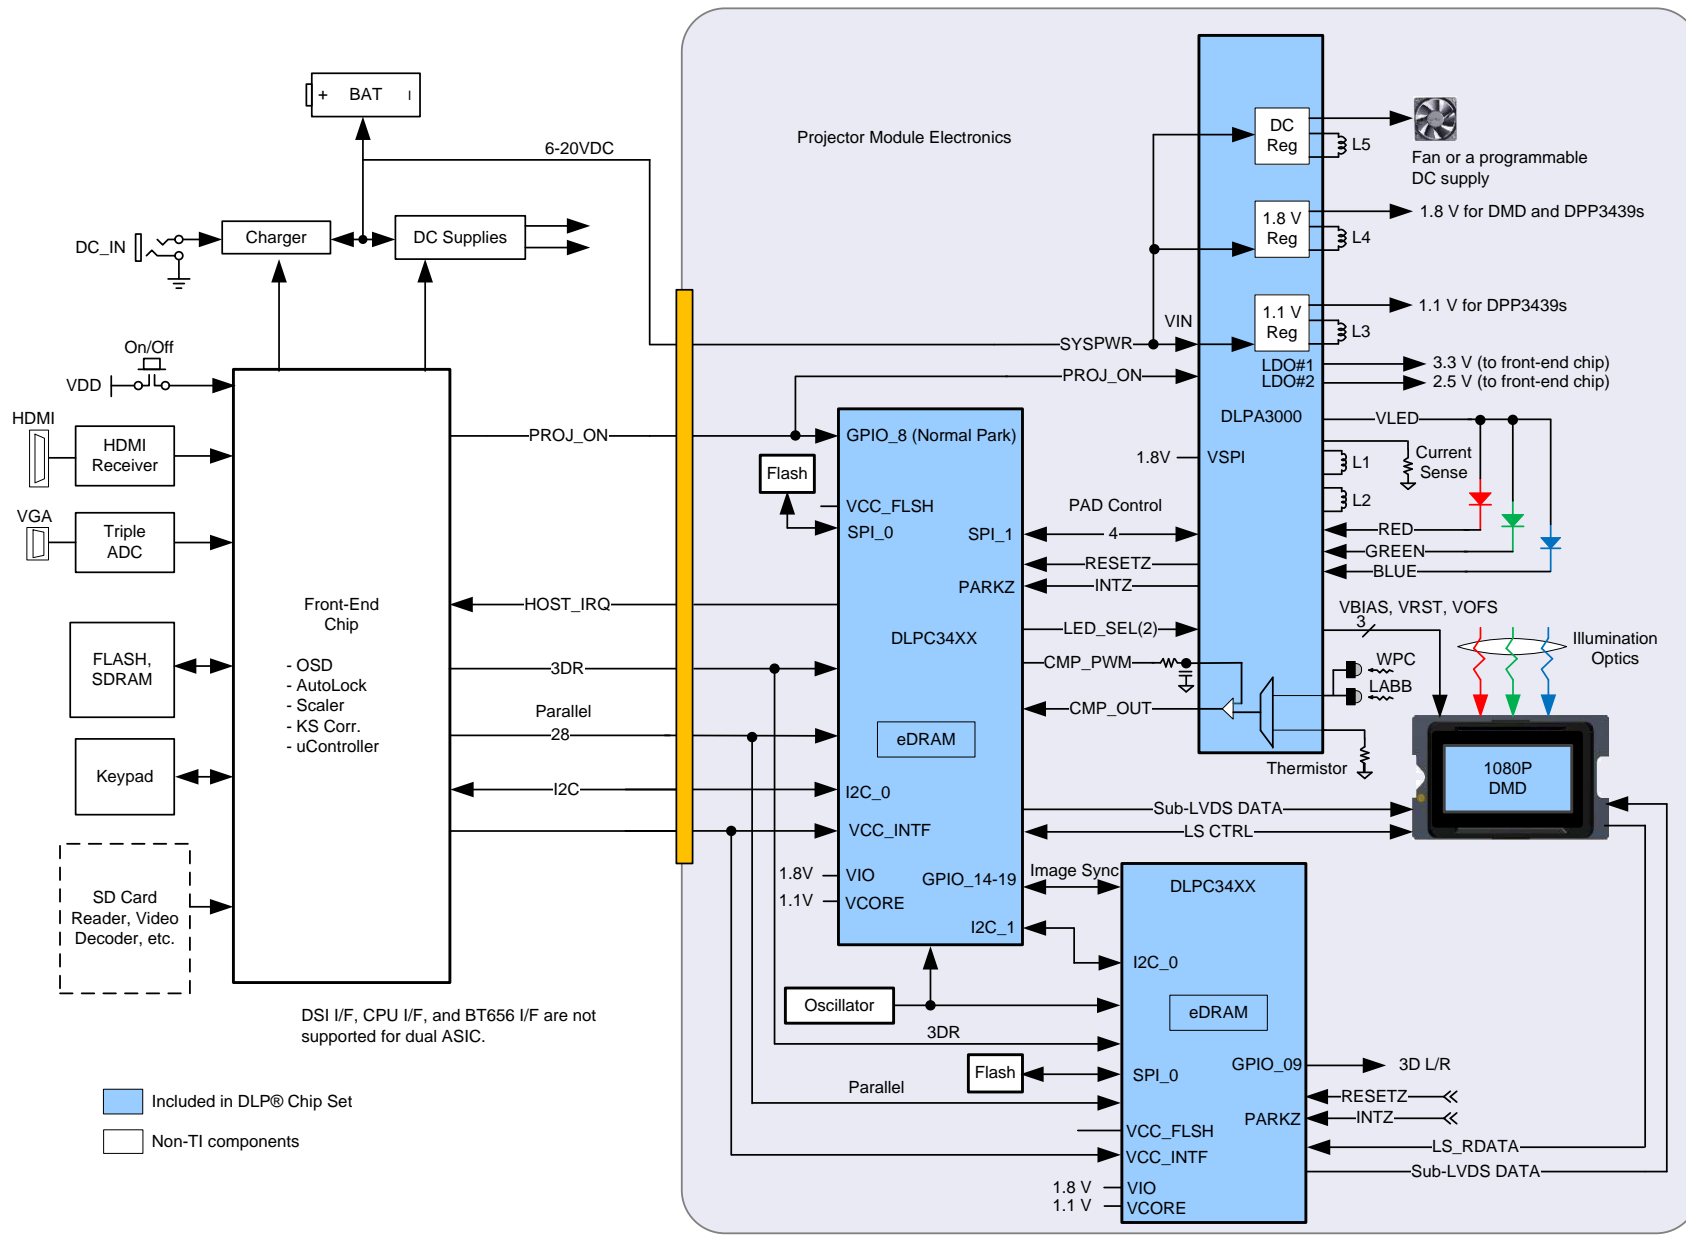 BAT
+
6-20VDC
Projector Module Electronics
DC_IN
Charger
DC Supplies
On/Off
VDD
HDMI
HDMI
Receiver
VGA
Triple
ADC
FLASH,
SDRAM
Keypad
SD Card
Reader, Video
Decoder, etc.
Front-End
Chip
- OSD
- AutoLock
- Scaler
- KS Corr.
- uController
DSI I/F, CPU I/F, and BT656 I/F are not
supported for dual ASIC.
Included in DLP® Chip Set
Non-TI components
PROJ_ON
HOST_IRQ
3DR
Parallel
28
I2C
SYSPWR
VIN
PROJ_ON
GPIO_8 (Normal Park)
Flash
VCC_FLSH
SPI_0
SPI_1
PARKZ
DLPC34XX
eDRAM
I2C_0
VCC_INTF
1.8V
VIO
1.1V
VCORE
GPIO_14-19
I2C_1
PAD Control
4
RESETZ
INTZ
LED_SEL(2)
CMP_PWM
CMP_OUT
DC
Reg
L5
Fan or a programmable
DC supply
1.8 V
Reg
L4
1.8 V for DMD and DPP3439s
1.1 V
Reg
L3
1.1 V for DPP3439s
LDO#1
3.3 V (to front-end chip)
LDO#2
2.5 V (to front-end chip)
DLPA3000
VLED
1.8V
VSPI
L1
Current
Sense
L2
RED
GREEN
BLUE
VBIAS, VRST, VOFS
3
Illumination
Optics
WPC
LABB
Thermistor
1080P
DMD
Sub-LVDS DATA
LS CTRL
Image Sync
DLPC34XX
I2C_0
Oscillator
eDRAM
3DR
Flash
SPI_0
Parallel
GPIO_09
3D L/R
RESETZ
PARKZ
INTZ
VCC_FLSH
VCC_INTF
LS_RDATA
Sub-LVDS DATA
1.8 V
VIO
1.1 V
VCORE